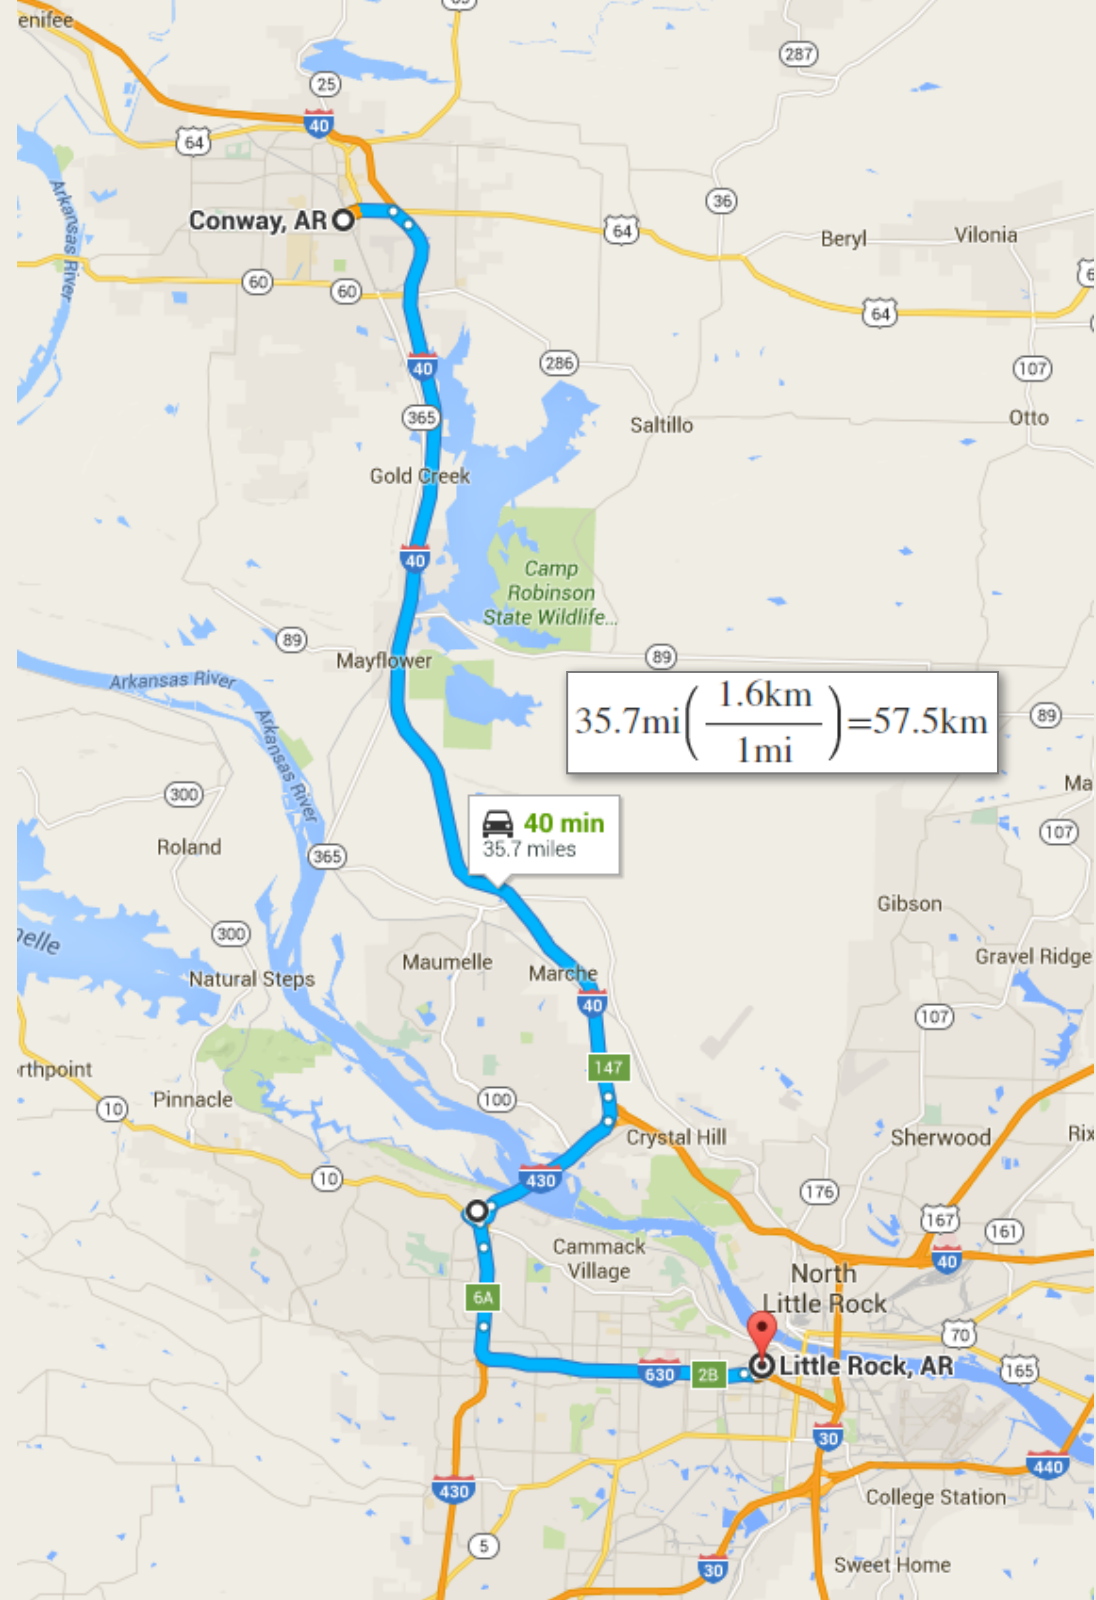 enifee
287
25
40
64
36
Arkansas River
Conway, AR
64
Beryl
Vilonia
60
60
64
40
286
107
365
Saltillo
Otto
Gold Creek
40
Camp
Robinson
State Wildlife...
89
Mayflower
89
Arkansas River
Arkansas River
35.7mi(1.6km/1mi)=57.5km
89
Ma
300
40 min
35.7 miles
107
Roland
365
Gibson
300
nelle
Maumelle
Marche
Gravel Ridge
Natural Steps
40
107
147
rthpoint
Pinnacle
100
10
Crystal Hill
Sherwood
Rix
10
430
176
167
161
Cammack
Village
40
North
Little Rock
6A
70
Little Rock, AR
165
630
2B
30
440
430
College Station
5
30
Sweet Home